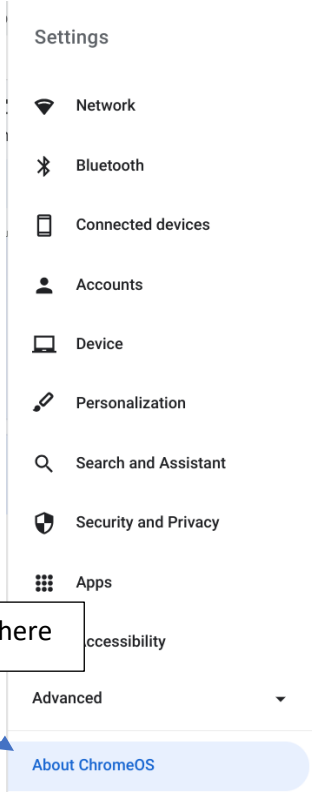 Settings
Network
Bluetooth
Connected devices
Accounts
Device
Personalization
Search and Assistant
Security and Privacy
Apps
here
ccessibility
Advanced
About ChromeOS